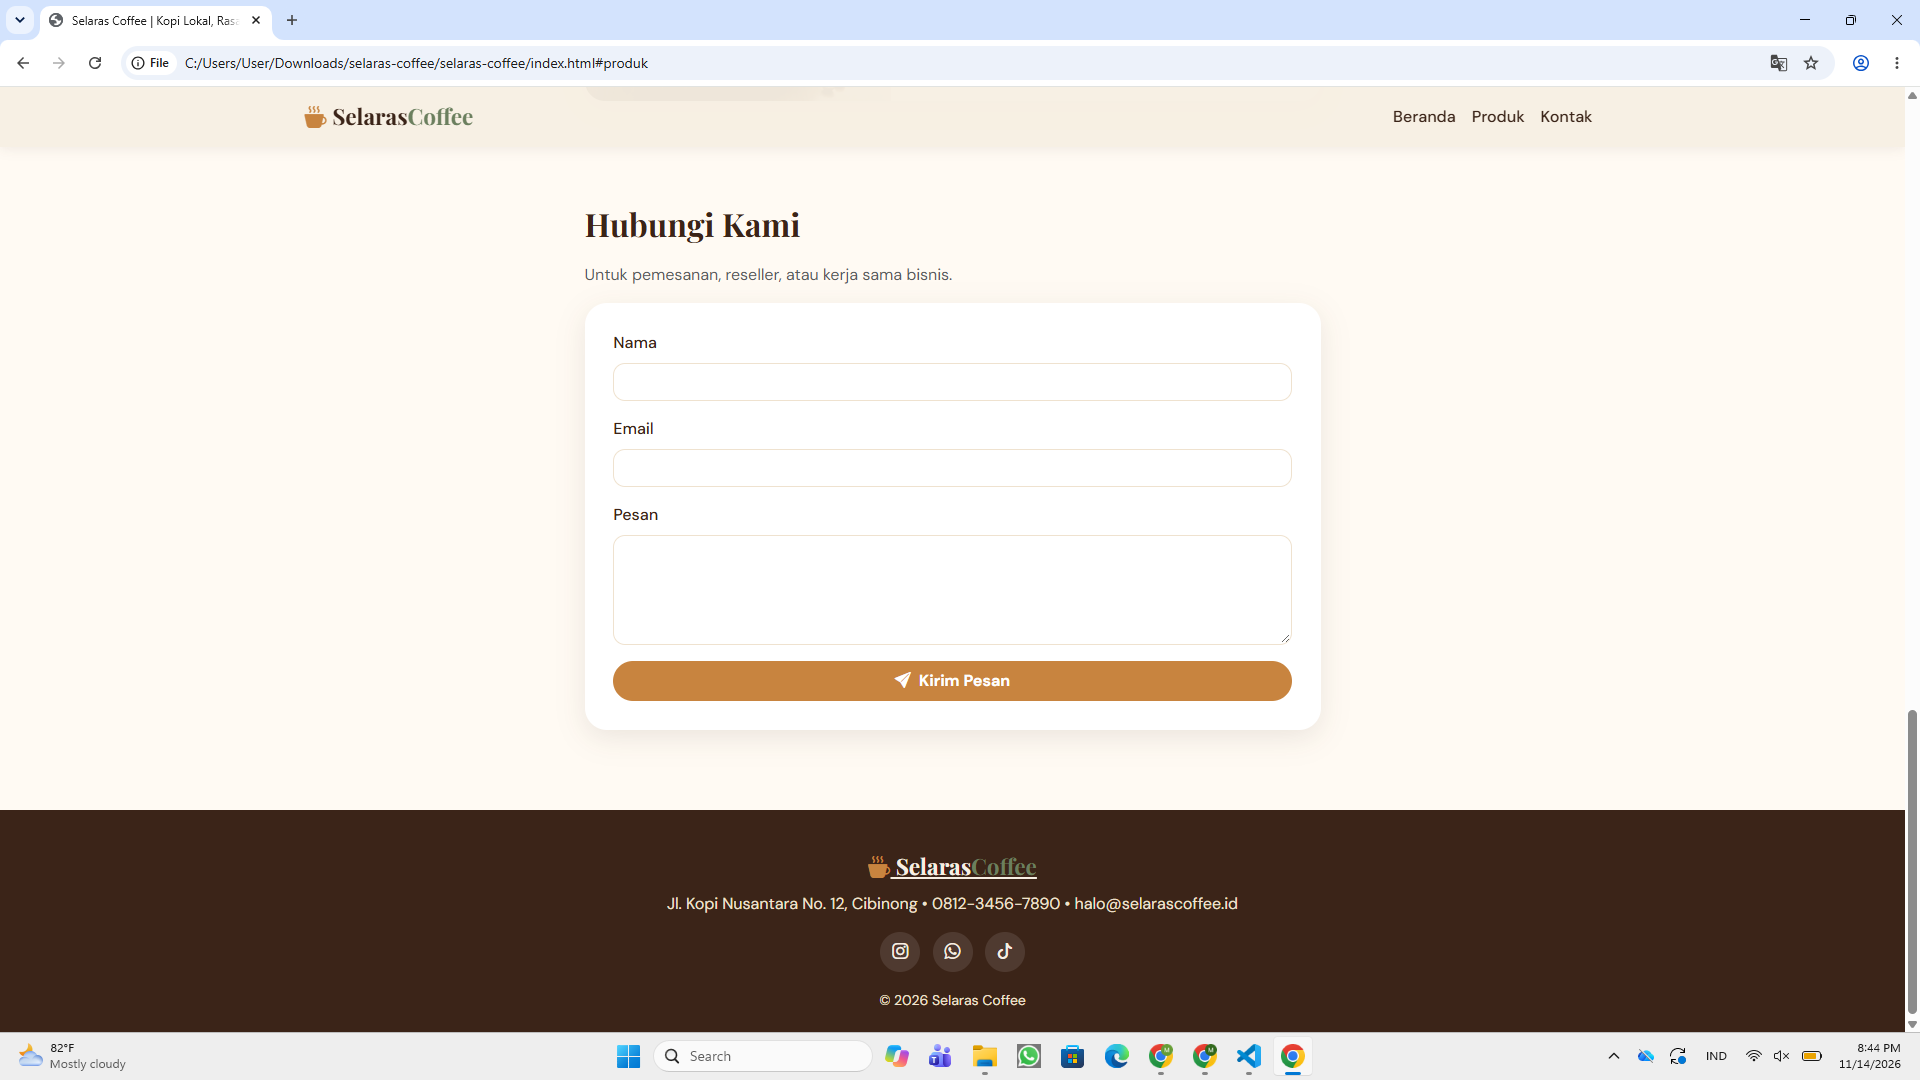 Selaras Coffee | Kopi Lokal, Rasa
File
C:/Users/User/Downloads/selaras-coffee/selaras-coffee/index.html#produk
SelarasCoffee
Beranda Produk Kontak
Hubungi Kami
Untuk pemesanan, reseller, atau kerja sama bisnis.
Nama
Email
Pesan
Kirim Pesan
SelarasCoffee
Jl. Kopi Nusantara No. 12, Cibinong • 0812-3456-7890 • halo@selarascoffee.id
© 2026 Selaras Coffee
82°F
Mostly cloudy
Search
IND
8:44 PM
11/14/2026